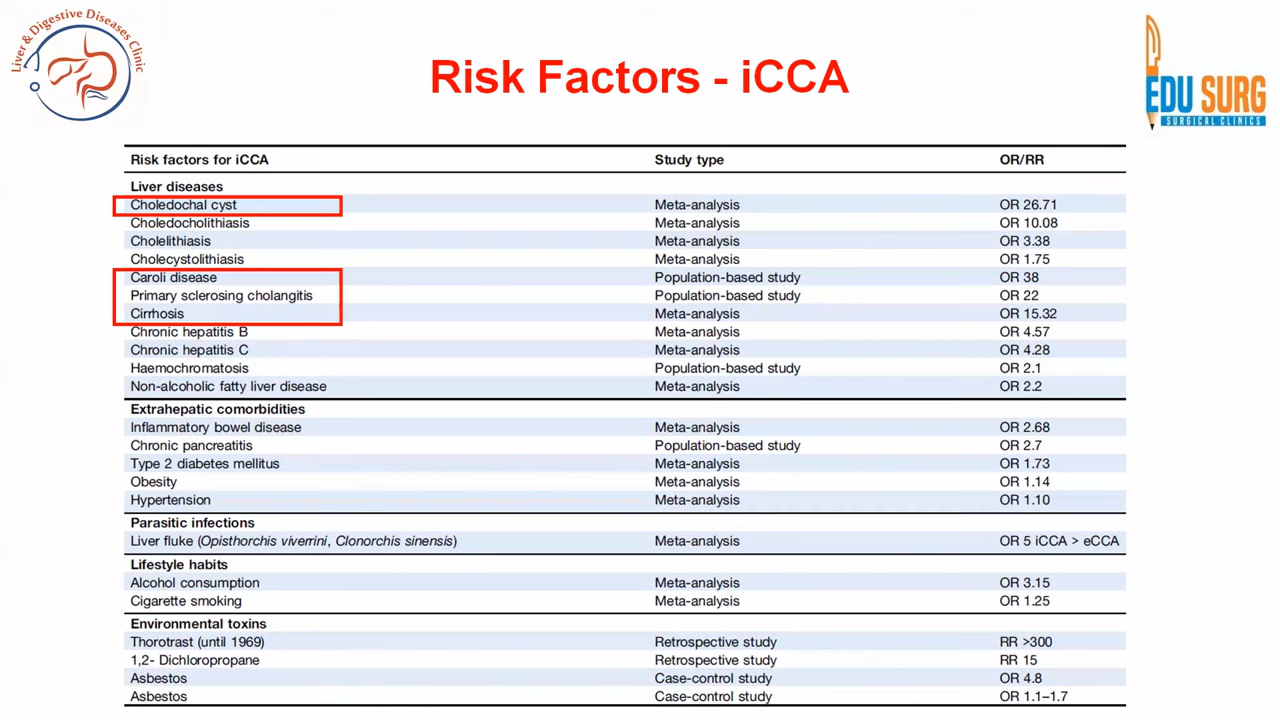 Liver & Digestive Diseases Clinic
Risk Factors - iCCA
EDU SURG
SURGICAL CLINICS
Risk factors for iCCA Study type OR/RR
Liver diseases
Choledochal cyst Meta-analysis OR 26.71
Choledocholithiasis Meta-analysis OR 10.08
Cholelithiasis Meta-analysis OR 3.38
Cholecystolithiasis Meta-analysis OR 1.75
Caroli disease Population-based study OR 38
Primary sclerosing cholangitis Population-based study OR 22
Cirrhosis Meta-analysis OR 15.32
Chronic hepatitis B Meta-analysis OR 4.57
Chronic hepatitis C Meta-analysis OR 4.28
Haemochromatosis Population-based study OR 2.1
Non-alcoholic fatty liver disease Meta-analysis OR 2.2
Extrahepatic comorbidities
Inflammatory bowel disease Meta-analysis OR 2.68
Chronic pancreatitis Population-based study OR 2.7
Type 2 diabetes mellitus Meta-analysis OR 1.73
Obesity Meta-analysis OR 1.14
Hypertension Meta-analysis OR 1.10
Parasitic infections
Liver fluke (Opisthorchis viverrini, Clonorchis sinensis) Meta-analysis OR 5 iCCA > eCCA
Lifestyle habits
Alcohol consumption Meta-analysis OR 3.15
Cigarette smoking Meta-analysis OR 1.25
Environmental toxins
Thorotrast (until 1969) Retrospective study RR >300
1,2- Dichloropropane Retrospective study RR 15
Asbestos Case-control study OR 4.8
Asbestos Case-control study OR 1.1–1.7